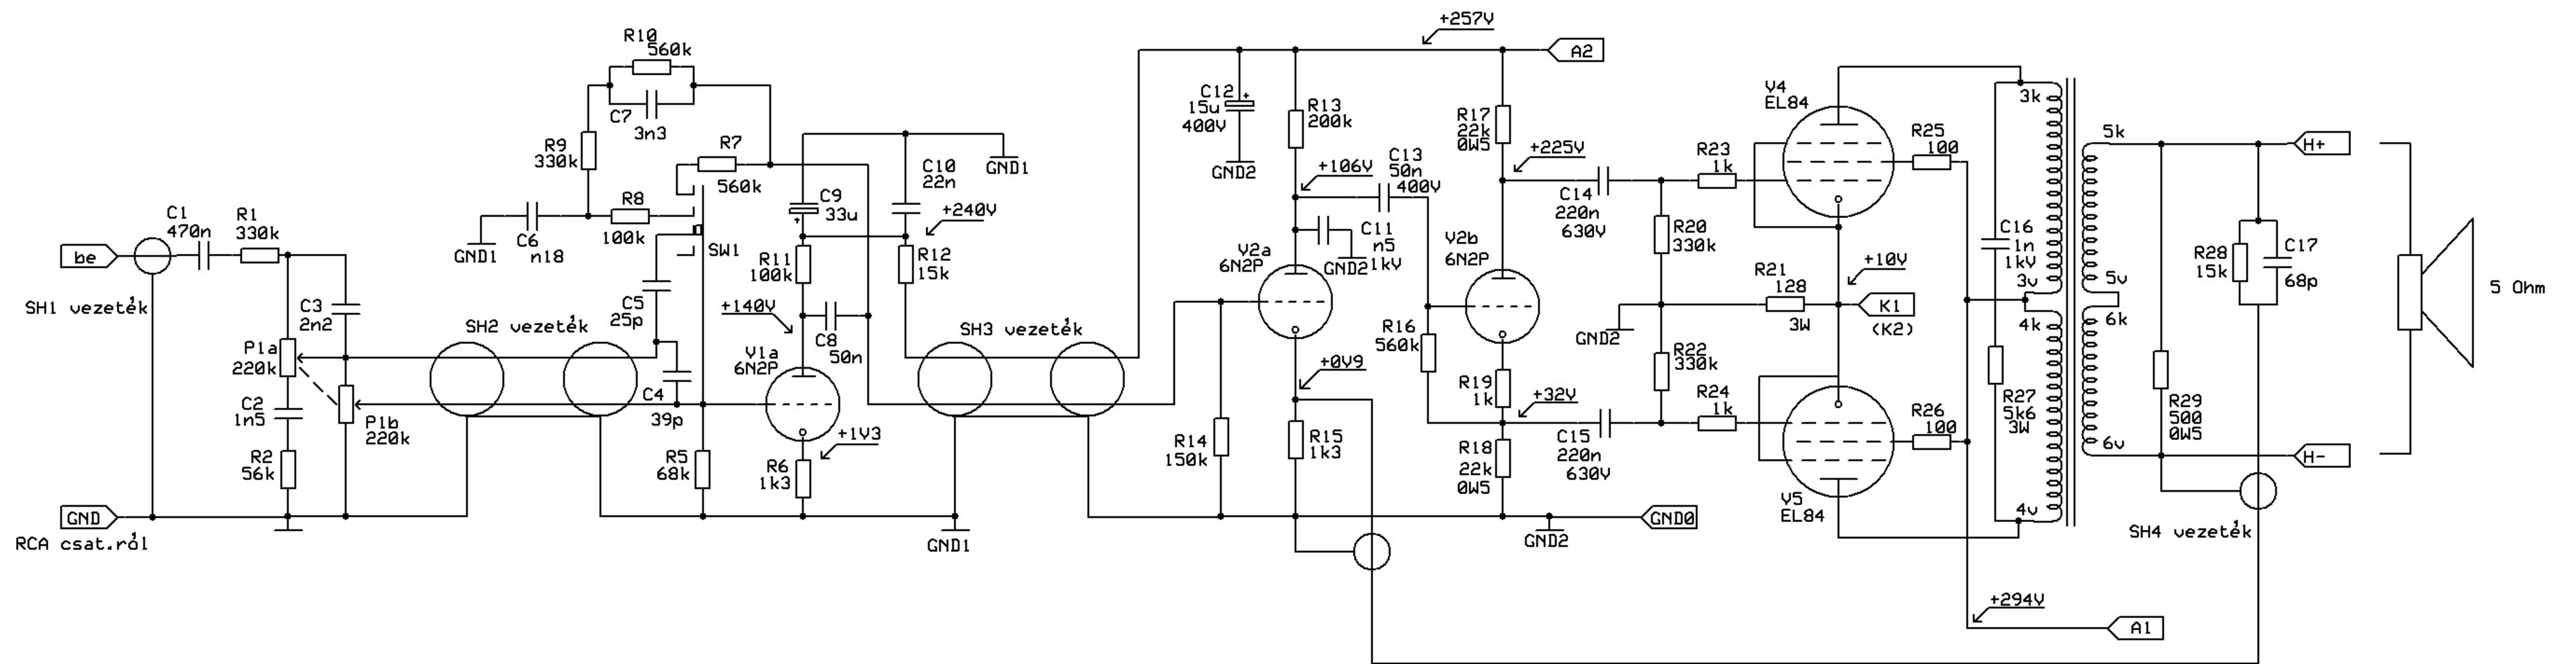 +257V
A2
R10
560k
C7
3n3
R9
330k
R7
560k
R8
100k
C6
n18
GND1
SW1
C1
470n
R1
330k
be
SH1 vezeték
C3
2n2
P1a
220k
C2
1n5
P1b
220k
R2
56k
GND
RCA csat.ról
SH2 vezeték
C5
25p
C4
39p
R5
68k
C9
33u
C10
22n
GND1
+240V
R11
100k
R12
15k
+140V
C8
50n
V1a
6N2P
+1V3
R6
1k3
GND1
SH3 vezeték
C12
+
15u
400V
GND2
R13
200k
+106V
C13
50n
400V
C11
n5
1kV
GND2
V2a
6N2P
+0V9
R14
150k
R15
1k3
R17
22k
0W5
+225V
V2b
6N2P
R16
560k
R19
1k
+32V
R18
22k
0W5
GND2
GND0
C14
220n
630V
C15
220n
630V
R20
330k
R22
330k
GND2
R23
1k
R24
1k
R21
128
3W
V4
EL84
V5
EL84
+10V
K1
(K2)
R25
100
R26
100
C16
1n
1kV
R27
5k6
3W
3k
3v
4k
4v
5k
5v
6k
6v
+294V
A1
R29
500
0W5
R28
15k
C17
68p
H+
H-
SH4 vezeték
5 Ohm